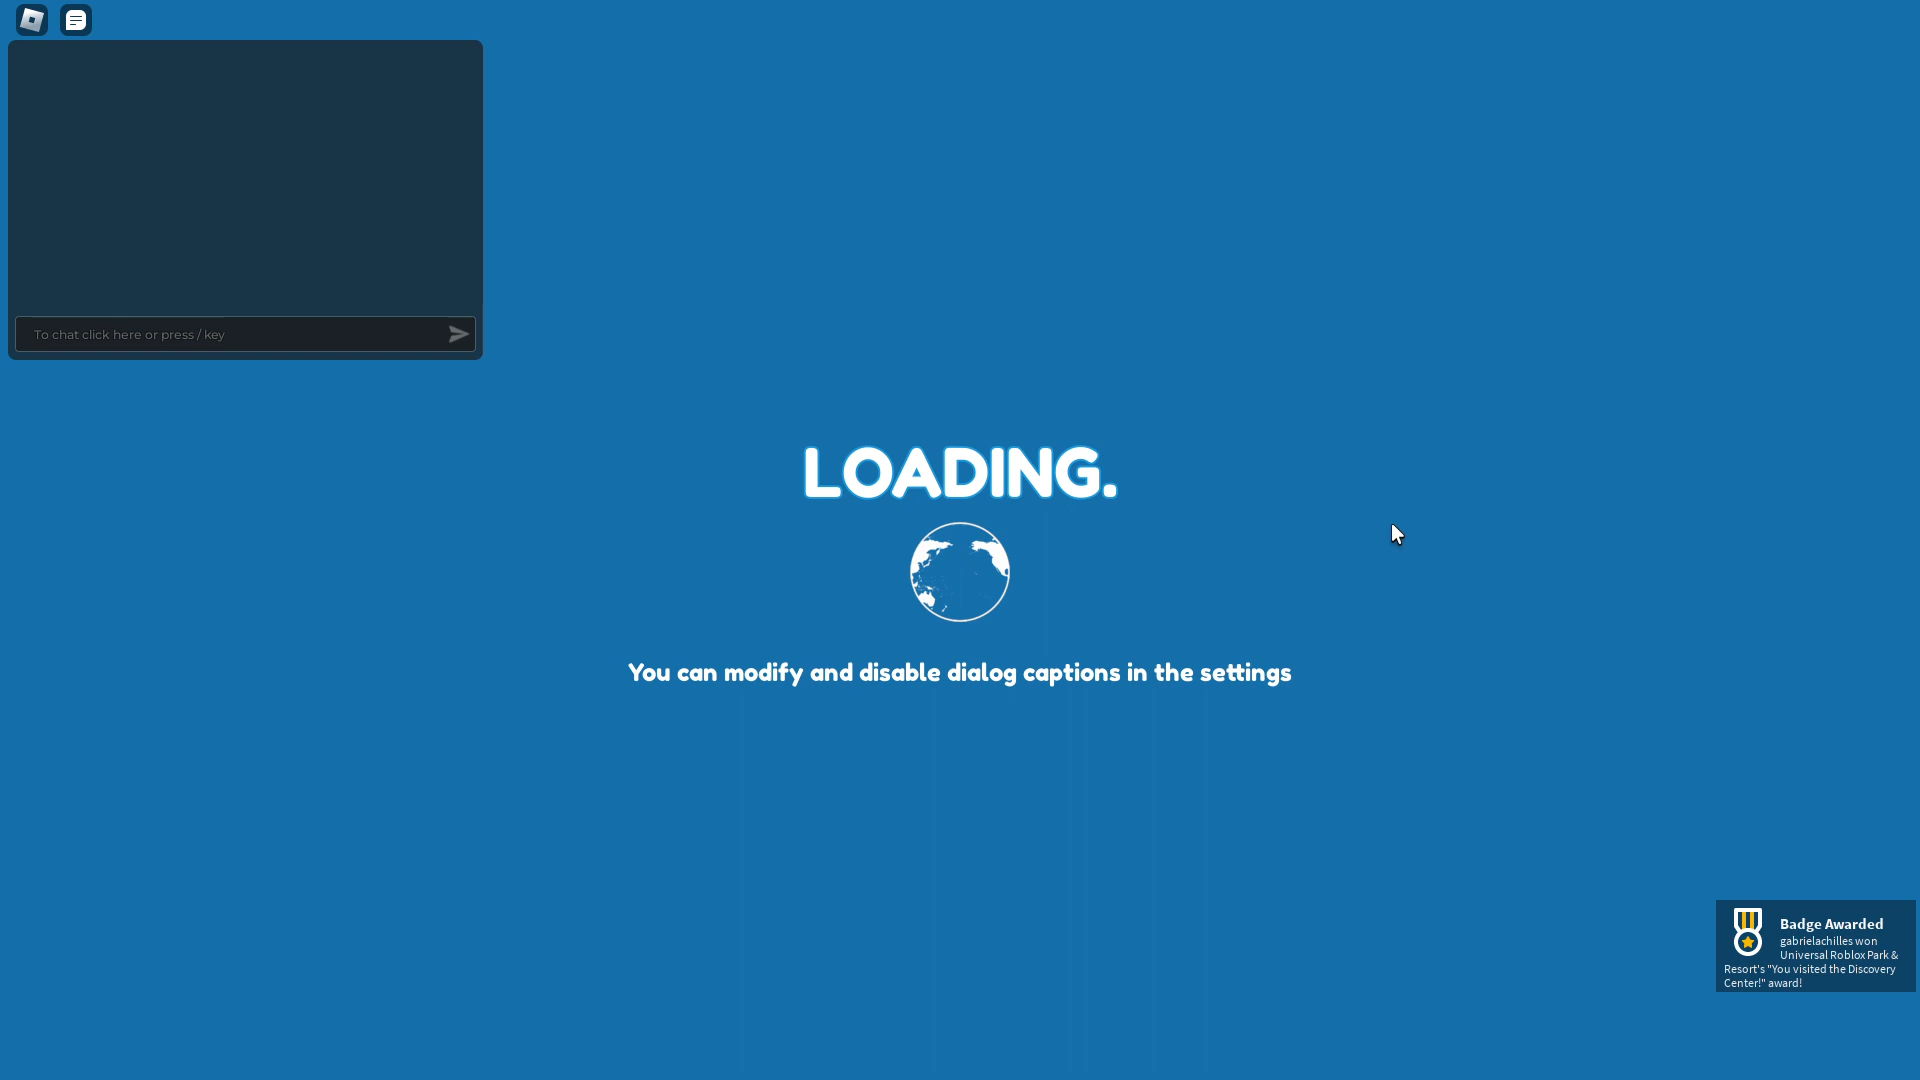 To chat click here or press / key
LOADING.
You can modify and disable dialog captions in the settings
Badge Awarded
gabrielachilles won
Universal Roblox Park &
Resort's "You visited the Discovery
Center!" award!